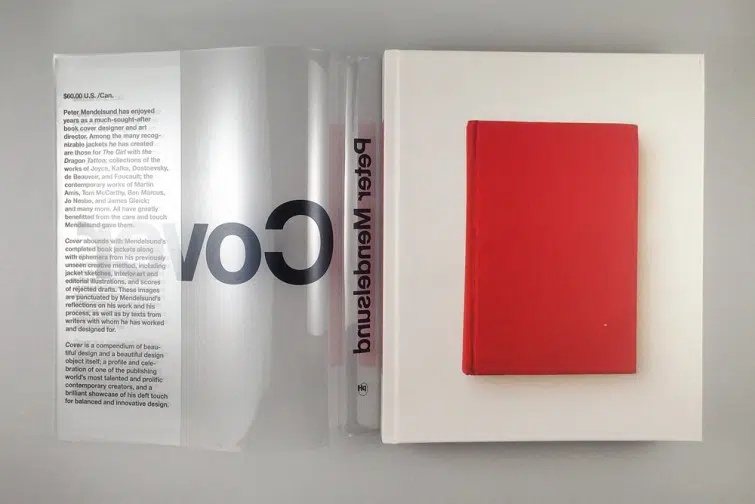 $60.00 U.S. /Can.
Peter Mendelsund has enjoyed
years as a much-sought-after
book cover designer and art
director. Among the many recog-
nizable jackets he has created
are those for The Girl with the
Dragon Tattoo; collections of the
works of Joyce, Kafka, Dostoevsky,
de Beauvoir, and Foucault; the
contemporary works of Martin
Amis, Tom McCarthy, Ben Marcus,
Jo Nesbø, and James Gleick;
and many more. All have greatly
benefitted from the care and touch
Mendelsund gave them.
Cover abounds with Mendelsund's
completed book jackets along
with ephemera from his previously
unseen creative method, including
jacket sketches, interior art and
editorial illustrations, and scores
of rejected drafts. These images
are punctuated by Mendelsund's
reflections on his work and his
process, as well as by texts from
writers with whom he has worked
and designed for.
Cover is a compendium of beau-
tiful design and a beautiful design
object itself; a profile and cele-
bration of one of the publishing
world's most talented and prolific
contemporary creators, and a
brilliant showcase of his deft touch
for balanced and innovative design.
Cover
Peter Mendelsund